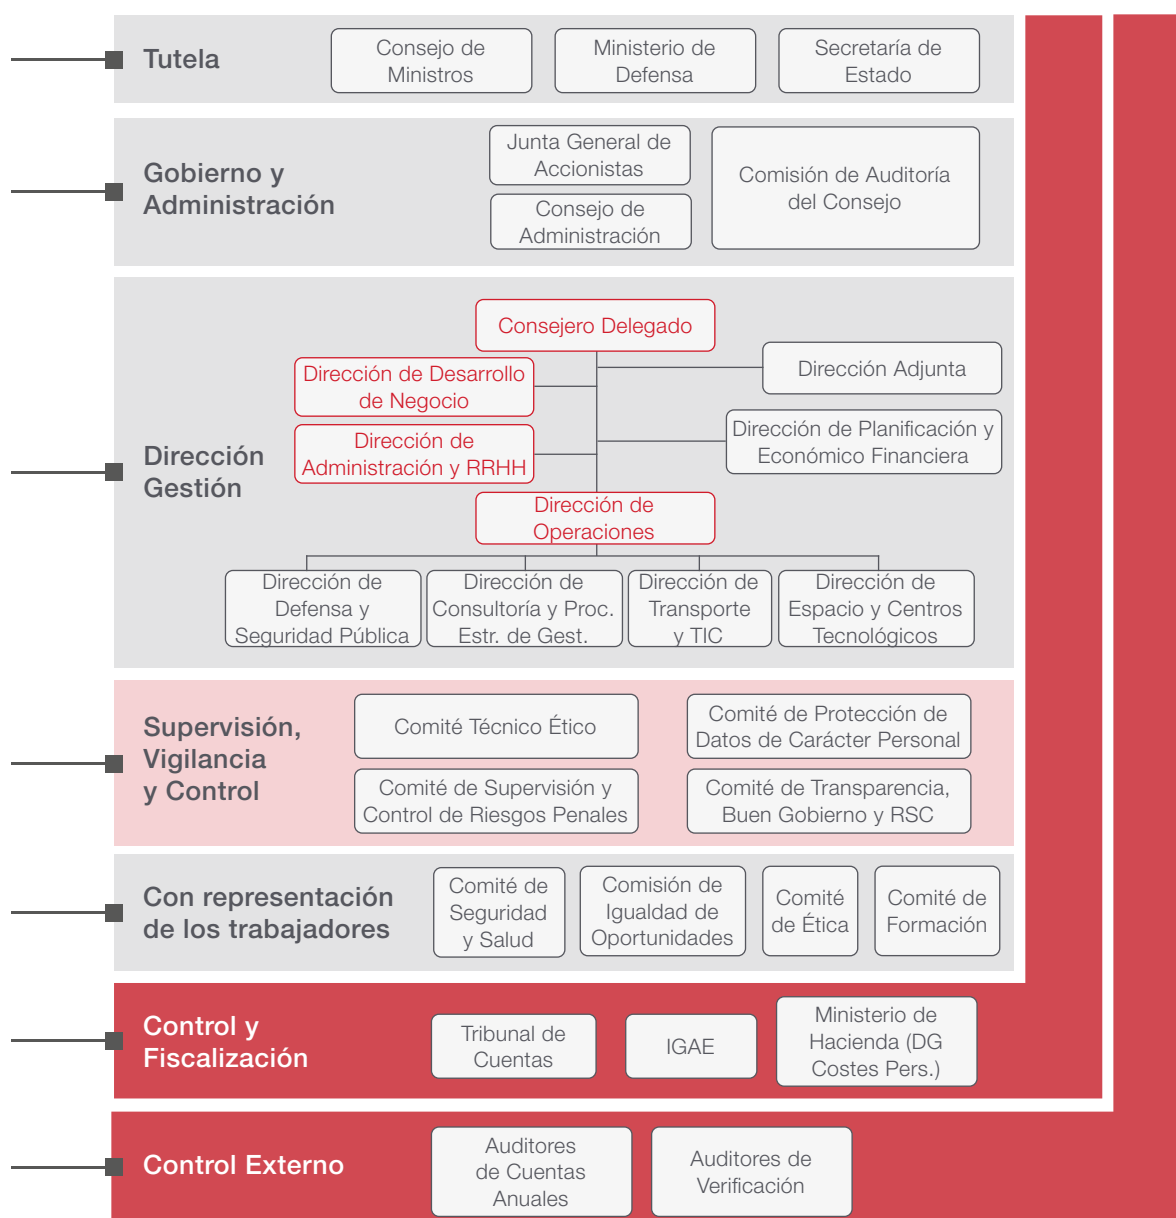 Tutela
Consejo de
Ministros
Ministerio de
Defensa
Secretaría de
Estado
Gobierno y
Administración
Junta General de
Accionistas
Consejo de
Administración
Comisión de Auditoría
del Consejo
Dirección
Gestión
Consejero Delegado
Dirección de Desarrollo
de Negocio
Dirección Adjunta
Dirección de
Administración y RRHH
Dirección de Planificación y
Económico Financiera
Dirección de
Operaciones
Dirección de
Defensa y
Seguridad Pública
Dirección de
Consultoría y Proc.
Estr. de Gest.
Dirección de
Transporte
y TIC
Dirección de
Espacio y Centros
Tecnológicos
Supervisión,
Vigilancia
y Control
Comité Técnico Ético
Comité de Protección de
Datos de Carácter Personal
Comité de Supervisión y
Control de Riesgos Penales
Comité de Transparencia,
Buen Gobierno y RSC
Con representación
de los trabajadores
Comité de
Seguridad
y Salud
Comisión de
Igualdad de
Oportunidades
Comité
de Ética
Comité de
Formación
Control y
Fiscalización
Tribunal de
Cuentas
IGAE
Ministerio de
Hacienda (DG
Costes Pers.)
Control Externo
Auditores
de Cuentas
Anuales
Auditores de
Verificación